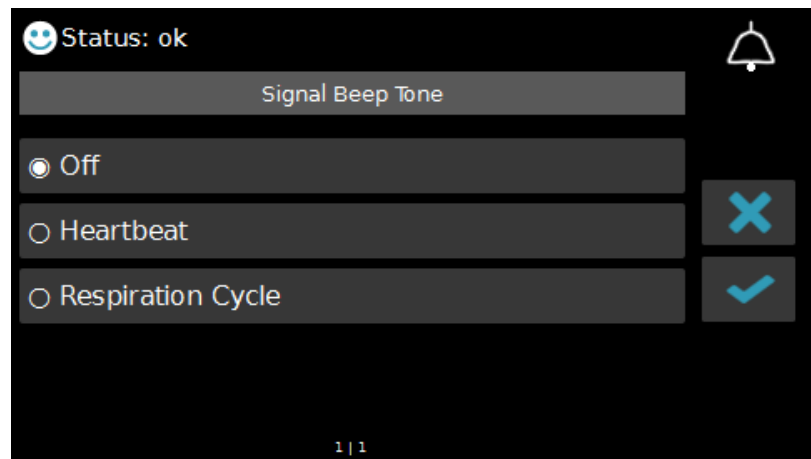 Status: ok
Signal Beep Tone
Off
Heartbeat
Respiration Cycle
1 | 1